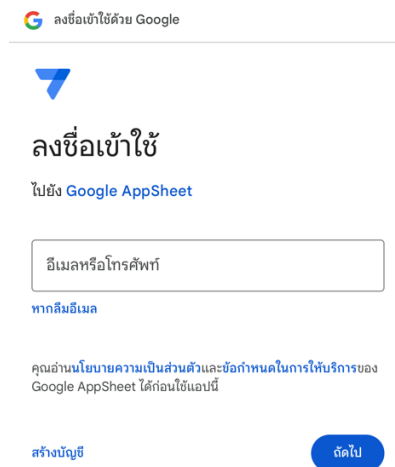 ลงชื่อเข้าใช้ด้วย Google
ลงชื่อเข้าใช้
ไปยัง Google AppSheet
อีเมลหรือโทรศัพท์
หากลืมอีเมล
คุณอ่านนโยบายความเป็นส่วนตัวและข้อกำหนดในการให้บริการของ
Google AppSheet ได้ก่อนใช้แอปนี้
สร้างบัญชี
ถัดไป